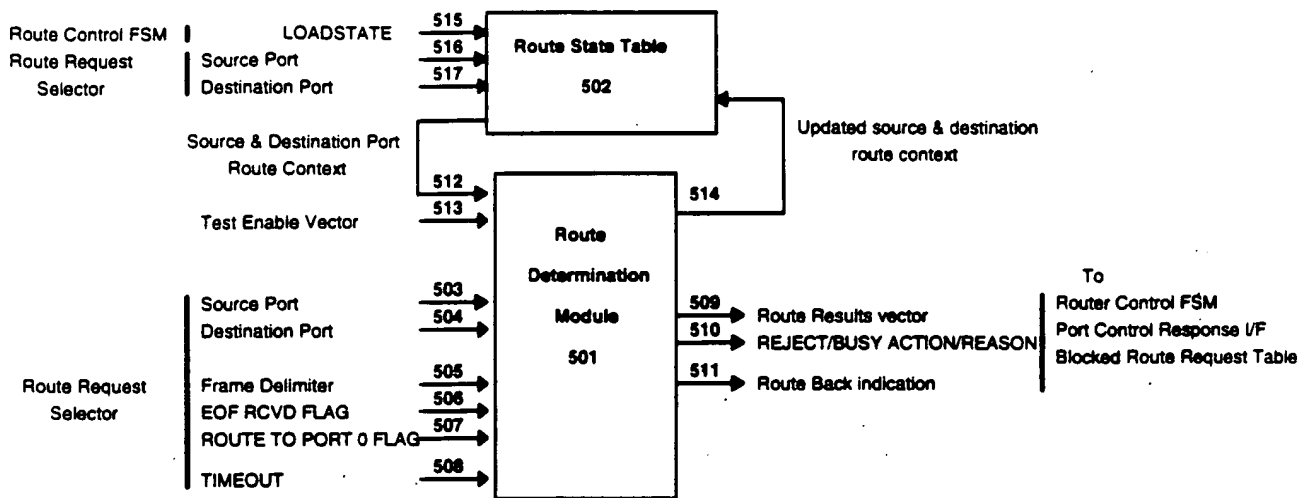 Route Control FSM
LOADSTATE
515
Route Request
Selector
Source Port
516
Destination Port
517
Route State Table
502
Source & Destination Port
Route Context
512
Updated source & destination
route context
514
Test Enable Vector
513
Route
Determination
Module
501
Route Request
Selector
Source Port
503
Destination Port
504
Frame Delimiter
505
EOF RCVD FLAG
506
ROUTE TO PORT 0 FLAG
507
TIMEOUT
508
509
Route Results vector
510
REJECT/BUSY ACTION/REASON
511
Route Back indication
To
Router Control FSM
Port Control Response I/F
Blocked Route Request Table